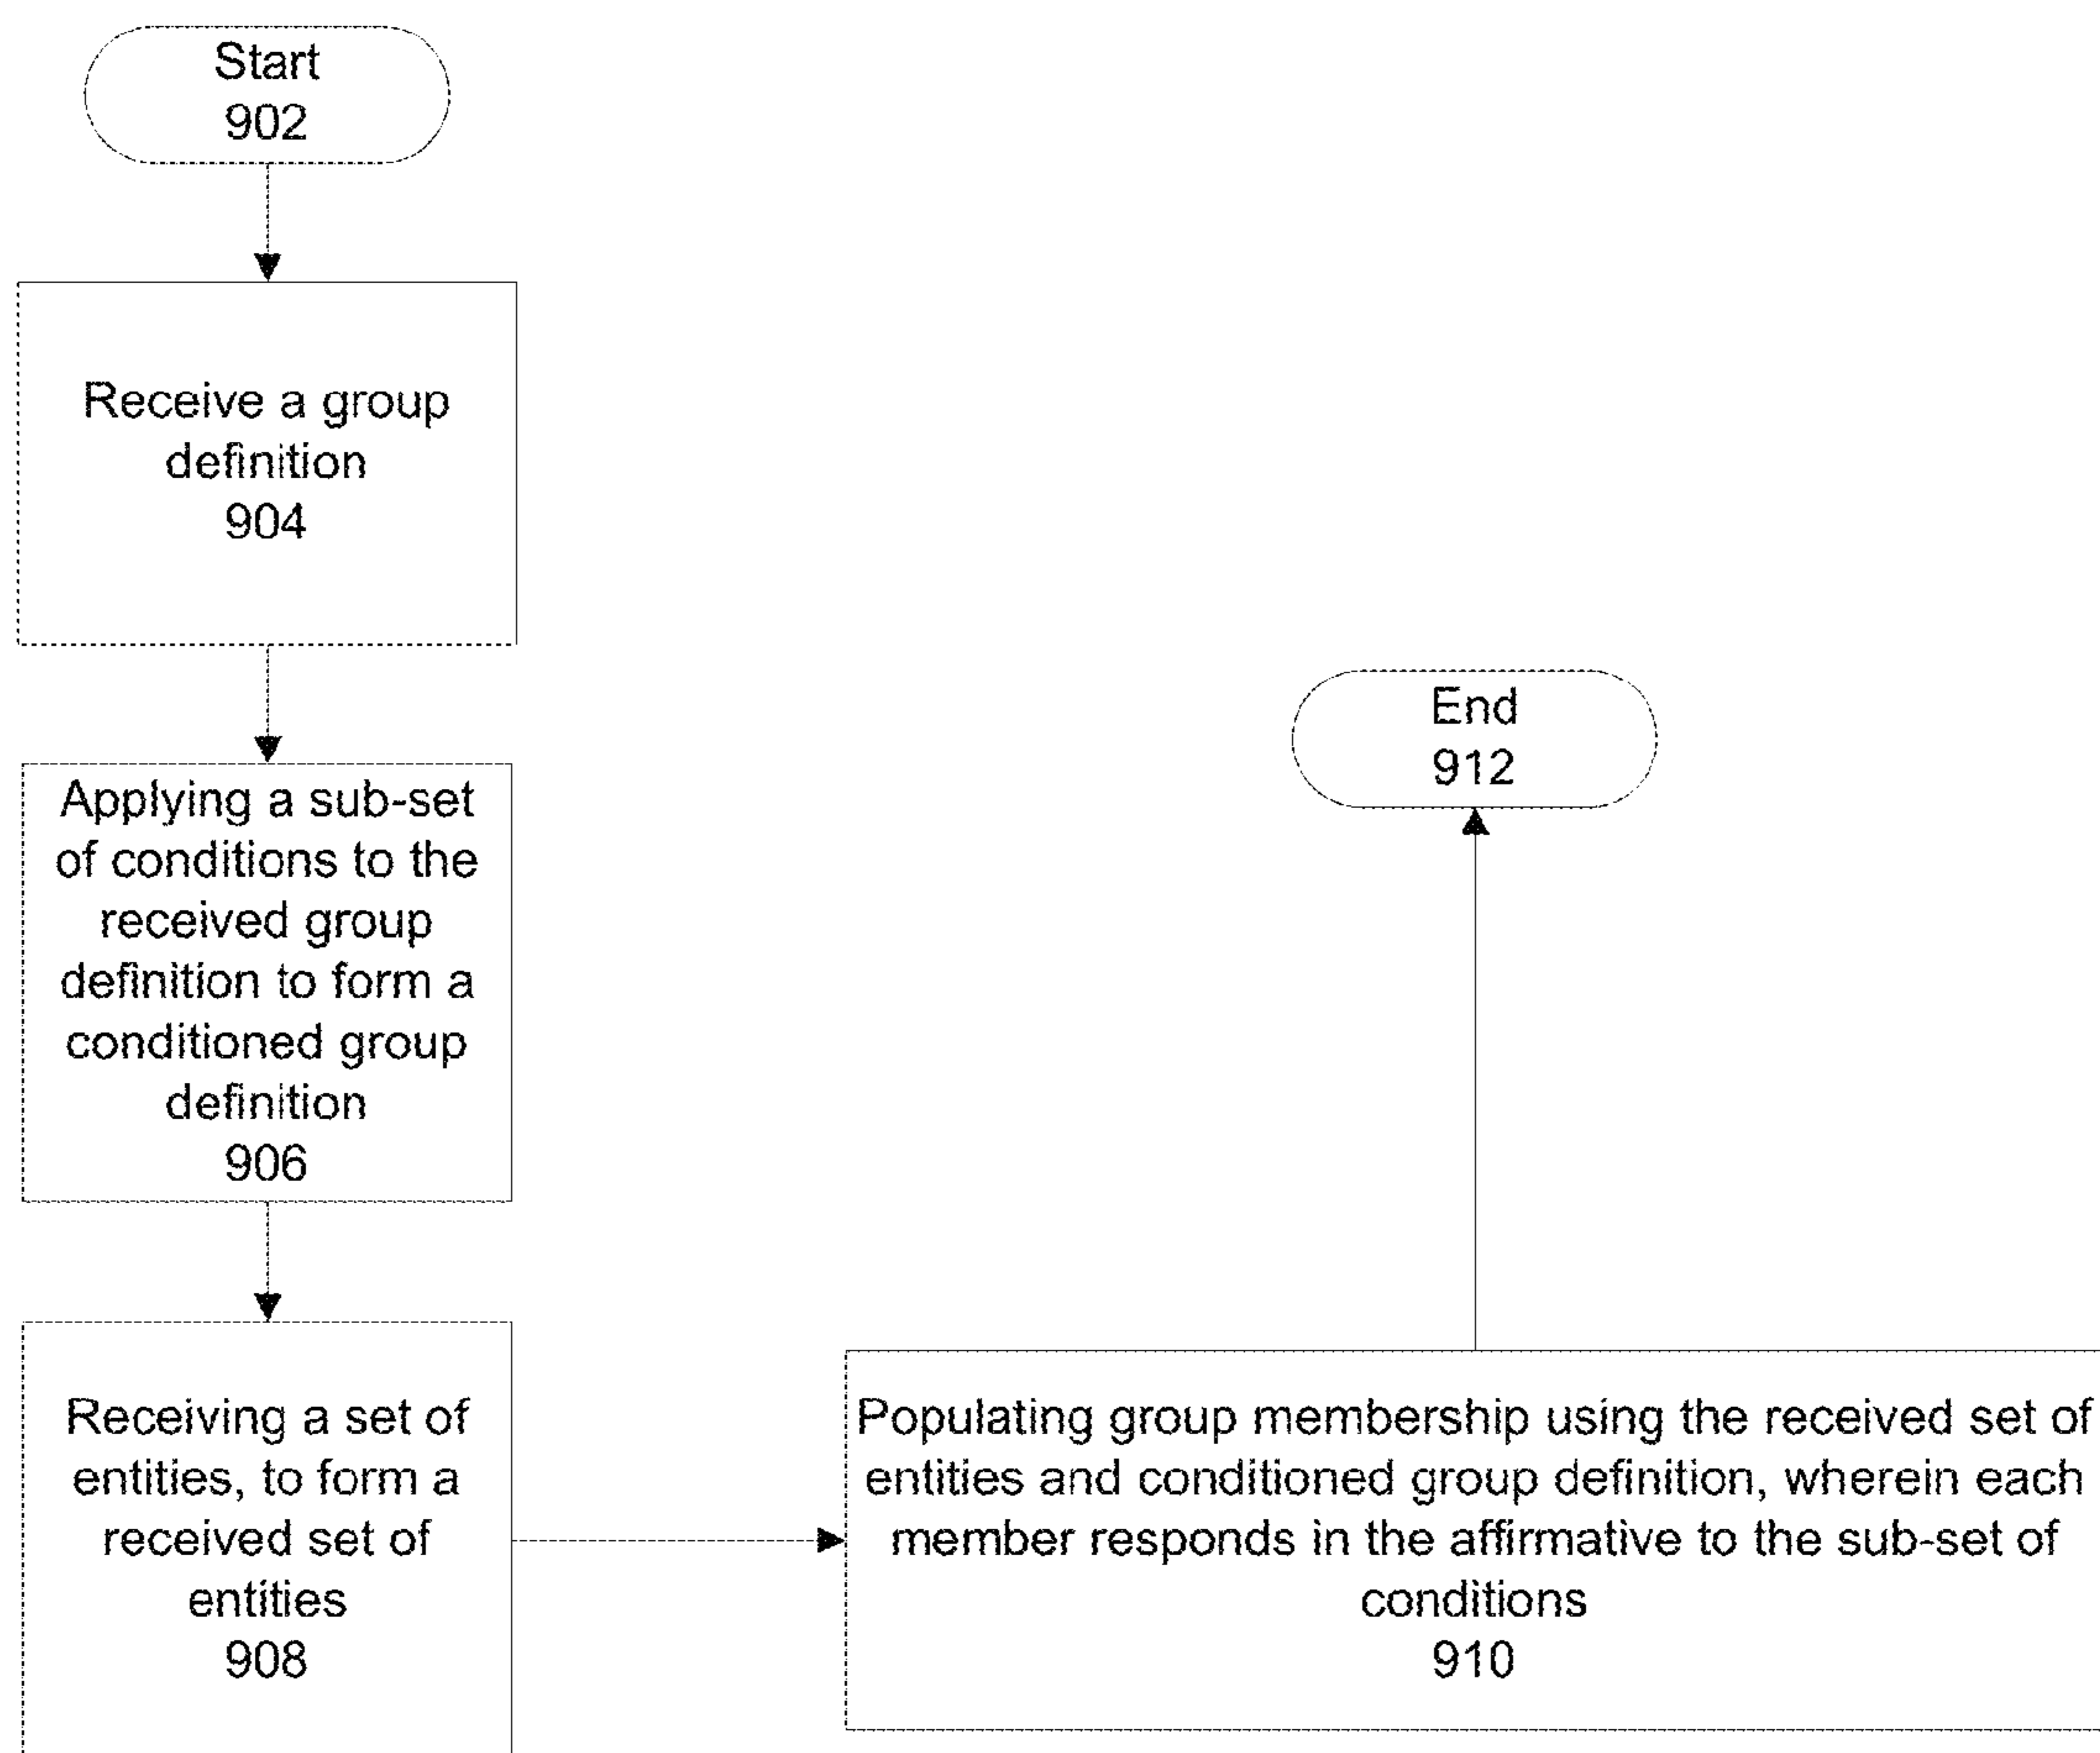 Start
902
Receive a group
definition
904
Applying a sub-set
of conditions to the
received group
definition to form a
conditioned group
definition
906
Receiving a set of
entities, to form a
received set of
entities
908
Populating group membership using the received set of
entities and conditioned group definition, wherein each
member responds in the affirmative to the sub-set of
conditions
910
End
912